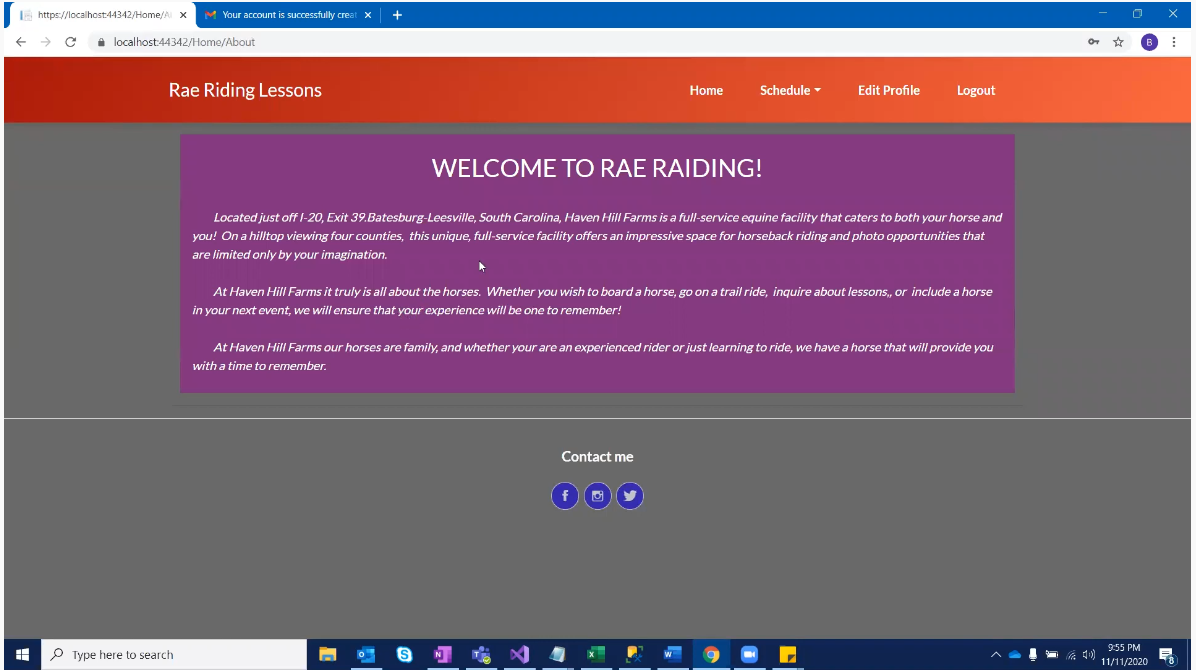 https://localhost:44342/Home/A
Your account is successfully creat
localhost:44342/Home/About
B
Rae Riding Lessons
Home
Schedule
Edit Profile
Logout
WELCOME TO RAE RAIDING!
Located just off I-20, Exit 39.Batesburg-Leesville, South Carolina, Haven Hill Farms is a full-service equine facility that caters to both your horse and
you! On a hilltop viewing four counties, this unique, full-service facility offers an impressive space for horseback riding and photo opportunities that
are limited only by your imagination.
At Haven Hill Farms it truly is all about the horses. Whether you wish to board a horse, go on a trail ride, inquire about lessons,, or include a horse
in your next event, we will ensure that your experience will be one to remember!
At Haven Hill Farms our horses are family, and whether your are an experienced rider or just learning to ride, we have a horse that will provide you
with a time to remember.
Contact me
Type here to search
9:55 PM
11/11/2020
8